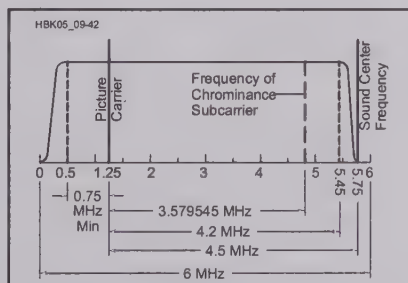 HBK05_09-42
Picture
Carrier
Frequency of
Chrominance
Subcarrier
Sound Center
Frequency
0 0.5 1.25 2 3 4 5 5.45 5.75 6
0.75
MHz
Min
3.579545 MHz
4.2 MHz
4.5 MHz
6 MHz